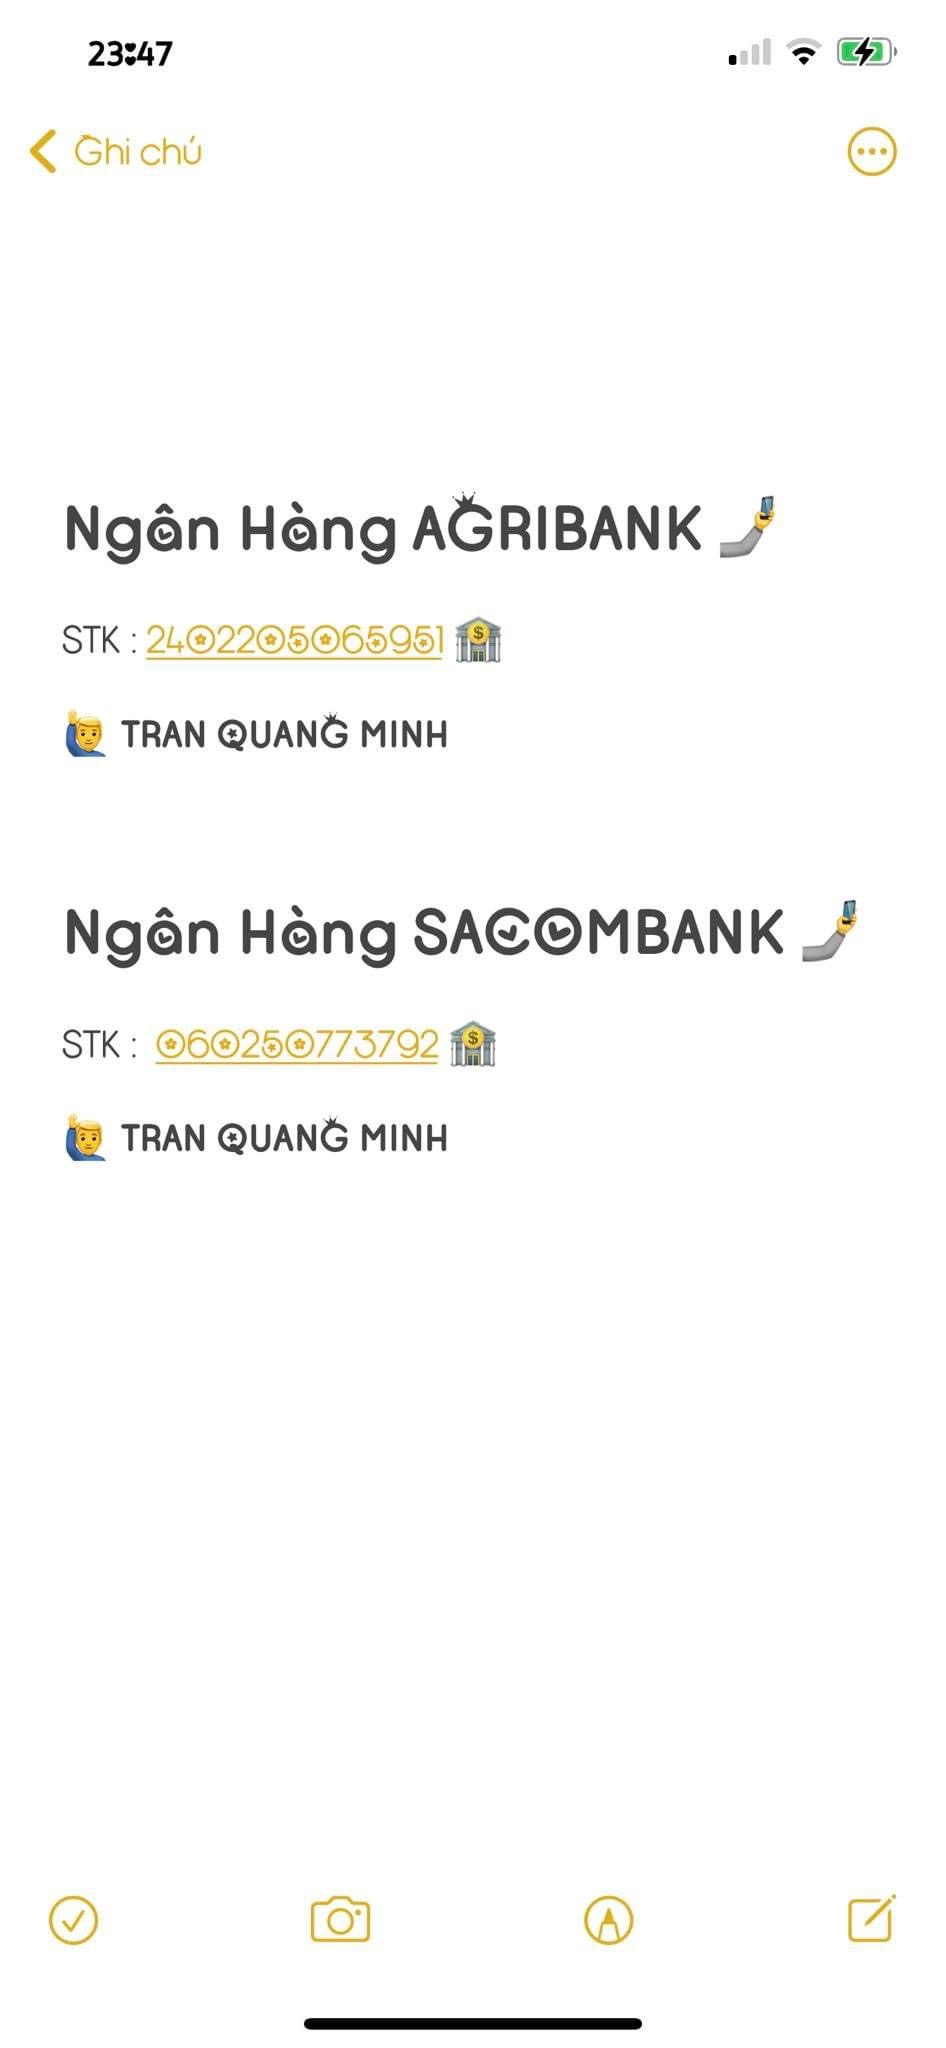 23:47
Ghi chú
Ngân Hàng AGRIBANK
STK : 2402205065951
TRAN QUANG MINH
Ngân Hàng SACOMBANK
STK : 060250773792
TRAN QUANG MINH